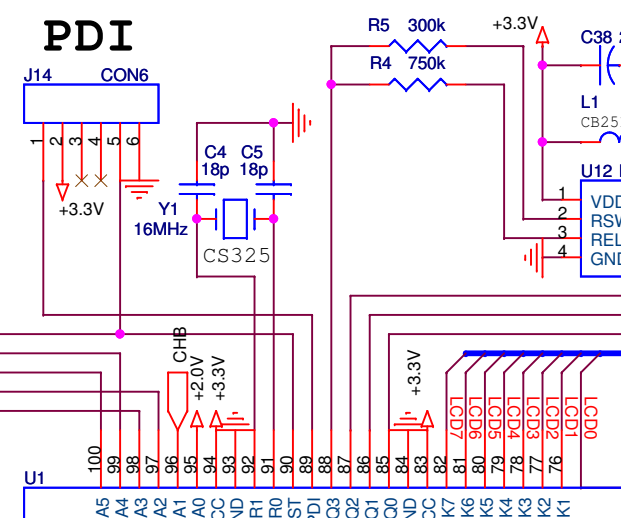 PDI
R5 300k
+3.3V
C38
R4 750k
J14 CON6
L1
CB25
1 2 3 4 5 6
+3.3V
C4 C5
18p 18p
U12
1 VDD
2 RSW
3 REL
4 GND
Y1
16MHz
CS325
CHB
+2.0V
+3.3V
+3.3V
LCD7 LCD6 LCD5 LCD4 LCD3 LCD2 LCD1 LCD0
100 99 98 97 96 95 94 93 92 91 90 89 88 87 86 85 84 83 82 81 80 79 78 77 76
U1
A5 A4 A3 A2 A1 A0 CC ND R1 R0 ST PDI Q3 Q2 Q1 Q0 ND CC K7 K6 K5 K4 K3 K2 K1